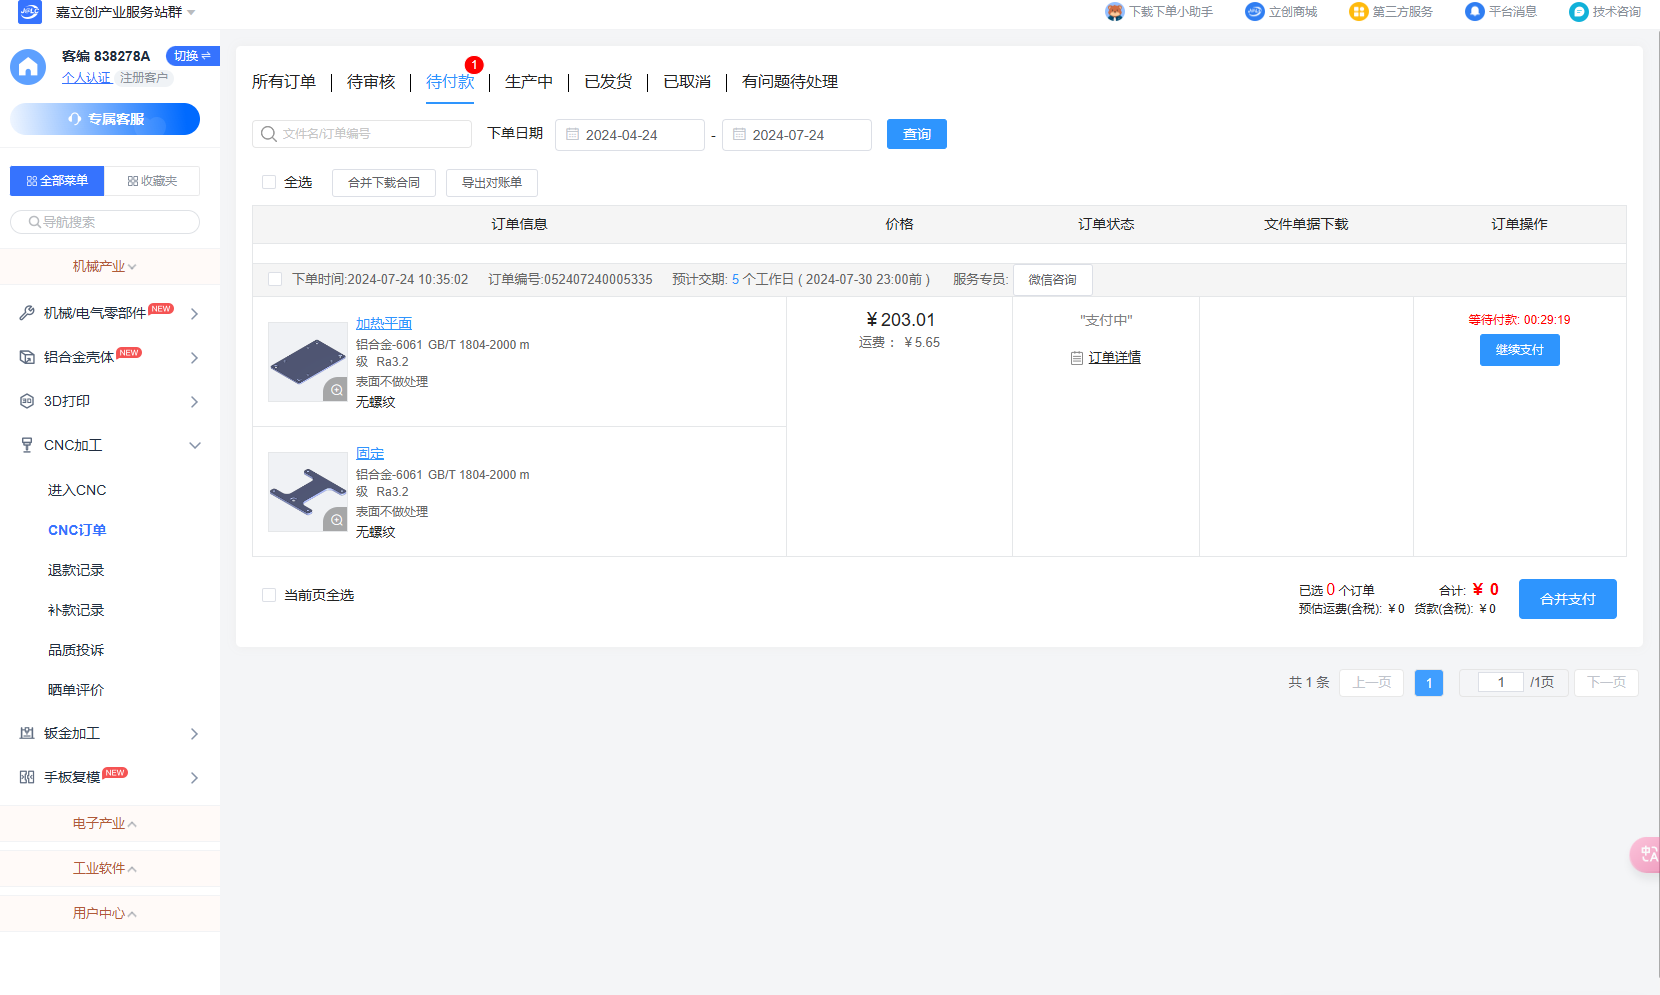 嘉立创产业服务站群
下载下单小助手
立创商城
第三方服务
平台消息
技术咨询
客编 838278A
切换
个人认证
注册客户
专属客服
全部菜单
收藏夹
导航搜索
机械产业
机械/电气零部件 NEW
铝合金壳体 NEW
3D打印
CNC加工
进入CNC
CNC订单
退款记录
补款记录
品质投诉
晒单评价
钣金加工
手板复模 NEW
电子产业
工业软件
用户中心
所有订单
待审核
待付款 1
生产中
已发货
已取消
有问题待处理
文件名/订单编号
下单日期
2024-04-24
-
2024-07-24
查询
全选
合并下载合同
导出对账单
订单信息
价格
订单状态
文件单据下载
订单操作
下单时间:2024-07-24 10:35:02
订单编号:052407240005335
预计交期: 5 个工作日 ( 2024-07-30 23:00前 )
服务专员:
微信咨询
加热平面
铝合金-6061 GB/T 1804-2000 m
级 Ra3.2
表面不做处理
无螺纹
¥ 203.01
运费： ¥ 5.65
"支付中"
订单详情
等待付款: 00:29:19
继续支付
固定
铝合金-6061 GB/T 1804-2000 m
级 Ra3.2
表面不做处理
无螺纹
当前页全选
已选 0 个订单
合计: ¥ 0
预估运费(含税): ¥ 0
货款(含税): ¥ 0
合并支付
共 1 条
上一页
1
1 /1页
下一页